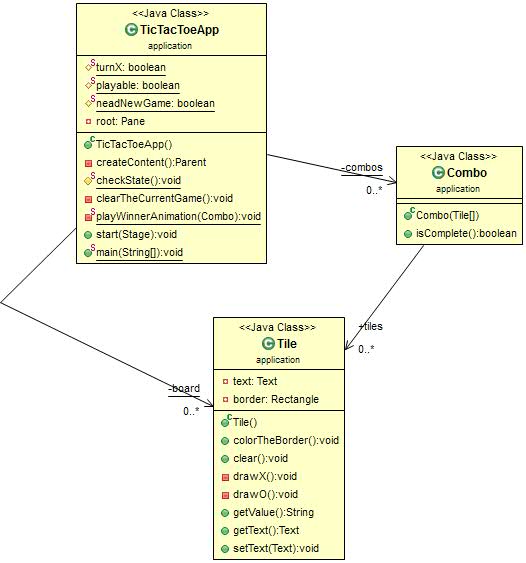 <<Java Class>>
TicTacToeApp
application
turnX: boolean
playable: boolean
neadNewGame: boolean
root: Pane
TicTacToeApp()
createContent():Parent
checkState():void
clearTheCurrentGame():void
playWinnerAnimation(Combo):void
start(Stage):void
main(String[]):void
-combos
0..*
<<Java Class>>
Combo
application
Combo(Tile[])
isComplete():boolean
+tiles
0..*
-board
0..*
<<Java Class>>
Tile
application
text: Text
border: Rectangle
Tile()
colorTheBorder():void
clear():void
drawX():void
drawO():void
getValue():String
getText():Text
setText(Text):void